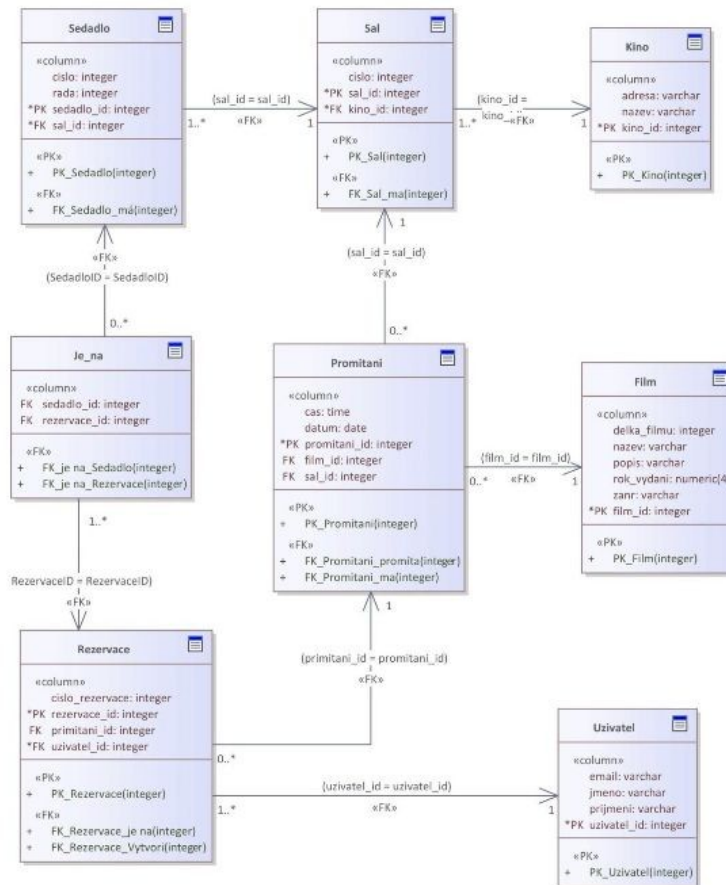 Sedadlo
«column»
cislo: integer
rada: integer
*PK sedadlo_id: integer
*FK sal_id: integer
«PK»
+ PK_Sedadlo(integer)
«FK»
+ FK_Sedadlo_má(integer)
(sal_id = sal_id)
1..*
«FK»
1
Sal
«column»
cislo: integer
*PK sal_id: integer
*FK kino_id: integer
«PK»
+ PK_Sal(integer)
«FK»
+ FK_Sal_ma(integer)
(kino_id =
kino_
1..*
«FK»
1
Kino
«column»
adresa: varchar
nazev: varchar
*PK kino_id: integer
«PK»
+ PK_Kino(integer)
«FK»
(SedadloID = SedadloID)
0..*
1
(sal_id = sal_id)
«FK»
0..*
Je_na
«column»
FK sedadlo_id: integer
FK rezervace_id: integer
«FK»
+ FK_je na_Sedadlo(integer)
+ FK_je na_Rezervace(integer)
Promitani
«column»
cas: time
datum: date
*PK promitani_id: integer
FK film_id: integer
FK sal_id: integer
«PK»
+ PK_Promitani(integer)
«FK»
+ FK_Promitani_promita(integer)
+ FK_Promitani_ma(integer)
(film_id = film_id)
0..*
«FK»
1
Film
«column»
delka_filmu: integer
nazev: varchar
popis: varchar
rok_vydani: numeric(4
zanr: varchar
*PK film_id: integer
«PK»
+ PK_Film(integer)
1..*
RezervaceID = RezervaceID)
«FK»
1
(primitani_id = promitani_id)
«FK»
0..*
Rezervace
«column»
cislo_rezervace: integer
*PK rezervace_id: integer
FK primitani_id: integer
*FK uzivatel_id: integer
«PK»
+ PK_Rezervace(integer)
«FK»
+ FK_Rezervace_je na(integer)
+ FK_Rezervace_Vytvori(integer)
(uzivatel_id = uzivatel_id)
1..*
«FK»
1
Uzivatel
«column»
email: varchar
jmeno: varchar
prijmeni: varchar
*PK uzivatel_id: integer
«PK»
+ PK_Uzivatel(integer)